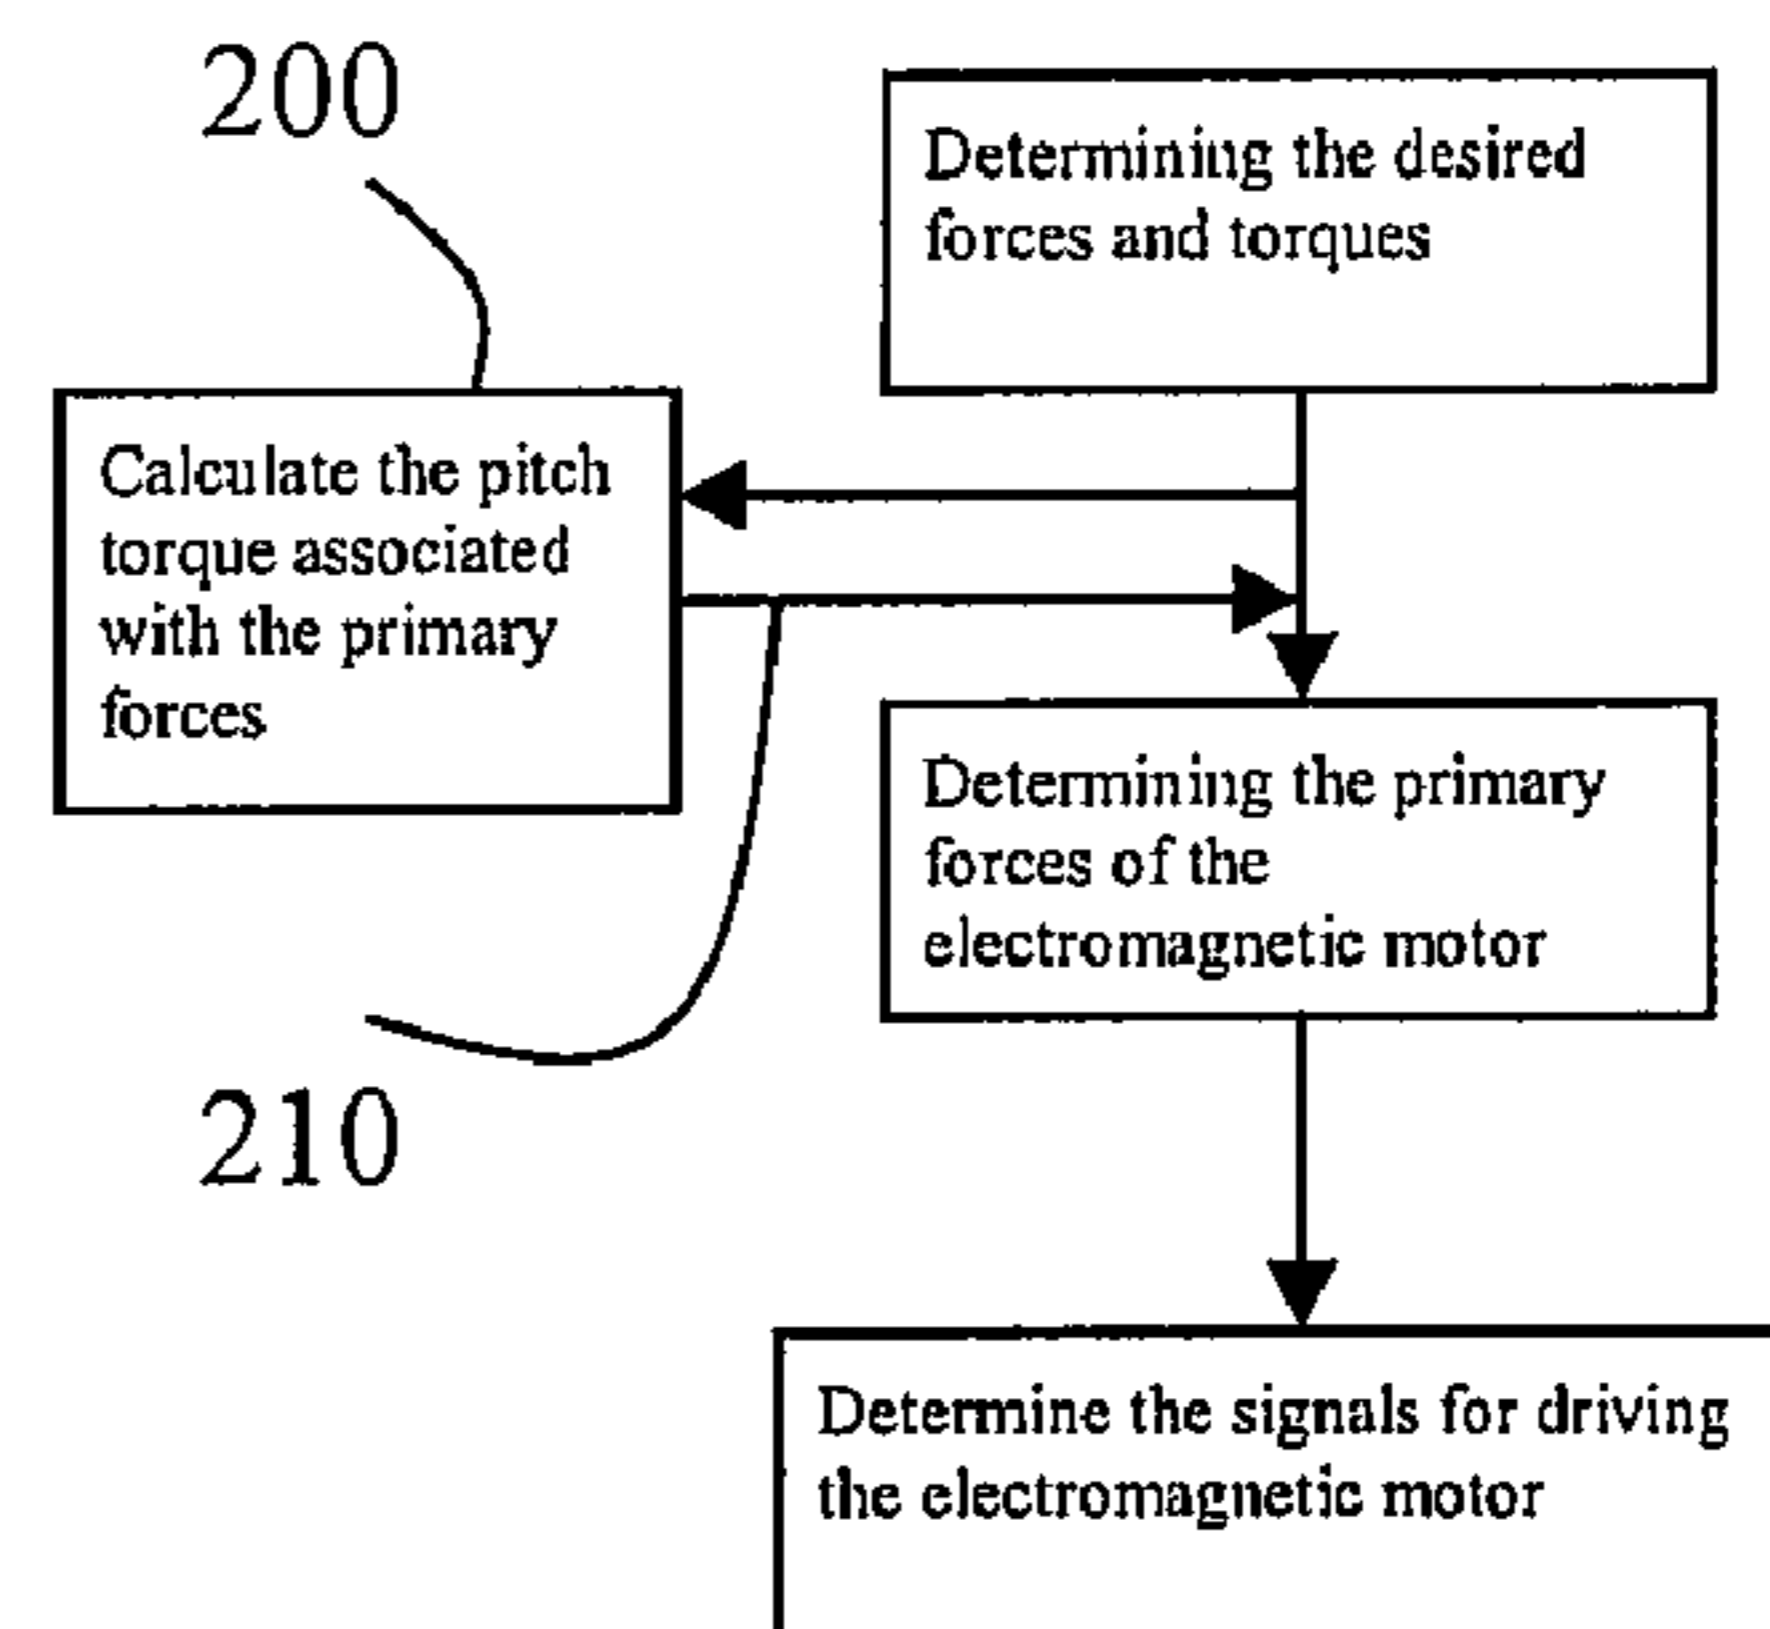 200
Determining the desired
forces and torques
Calculate the pitch
torque associated
with the primary
forces
Determining the primary
forces of the
electromagnetic motor
210
Determine the signals for driving
the electromagnetic motor